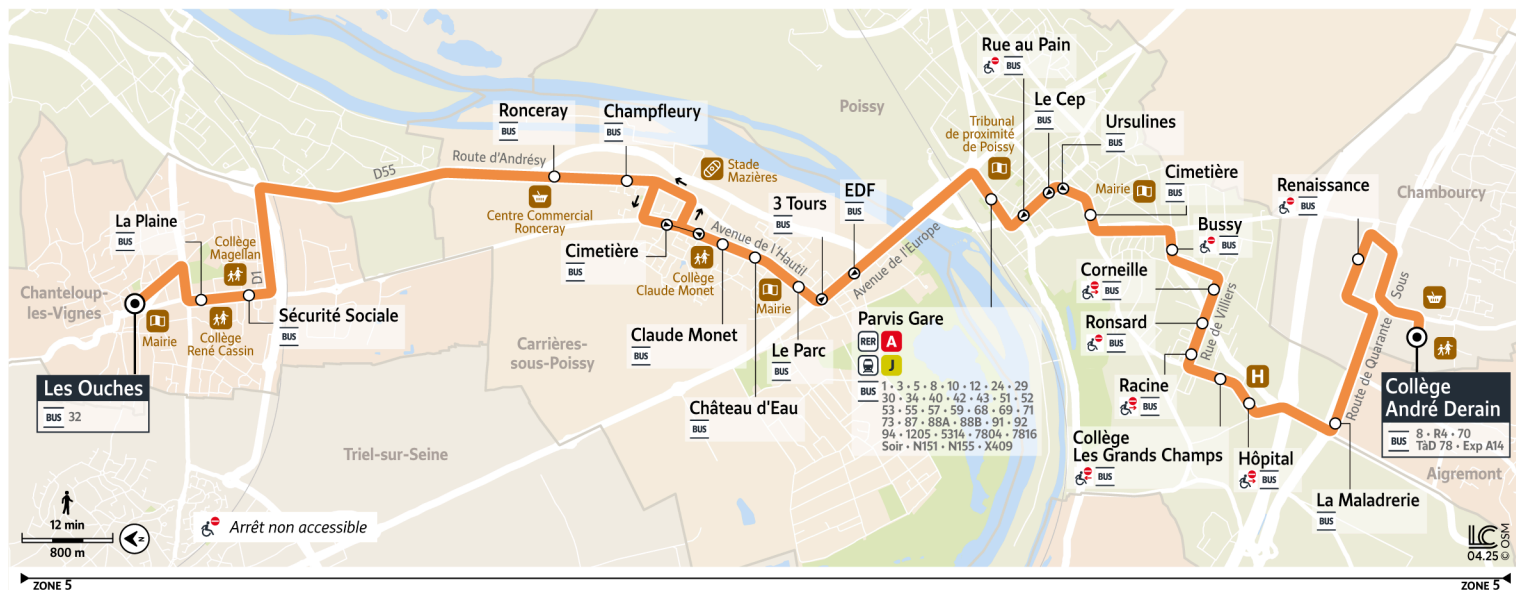 Rue au Pain
BUS
Le Cep
BUS
Ursulines
BUS
Poissy
Tribunal
de proximité
de Poissy
Ronceray
BUS
Champfleury
BUS
Route d'Andrésy
D55
Stade
Mazières
Centre Commercial
Ronceray
Cimetière
BUS
Mairie
Renaissance
BUS
Chambourcy
La Plaine
BUS
Collège
Magellan
D1
3 Tours
BUS
EDF
BUS
Bussy
BUS
Avenue de l'Hautil
Avenue de l'Europe
Cimetière
BUS
Collège
Claude Monet
Mairie
Corneille
BUS
Rue de Villiers
Ronsard
BUS
Route de Quarante
Sous
Chanteloup-
les-Vignes
Mairie
Collège
René Cassin
Sécurité Sociale
BUS
Claude Monet
BUS
Carrières-
sous-Poissy
Le Parc
BUS
Parvis Gare
RER A
J
BUS
1 • 3 • 5 • 8 • 10 • 12 • 24 • 29
30 • 34 • 40 • 42 • 43 • 51 • 52
53 • 55 • 57 • 59 • 68 • 69 • 71
73 • 87 • 88A • 88B • 91 • 92
94 • 1205 • 5314 • 7804 • 7816
Soir • N151 • N155 • X409
Les Ouches
BUS 32
Château d'Eau
BUS
Racine
BUS
H
Collège
André Derain
BUS
8 • R4 • 70
TàD 78 • Exp A14
Collège
Les Grands Champs
BUS
Hôpital
BUS
Triel-sur-Seine
Aigremont
La Maladrerie
BUS
12 min
800 m
N
Arrêt non accessible
LC
04.25 © OSM
ZONE 5
ZONE 5